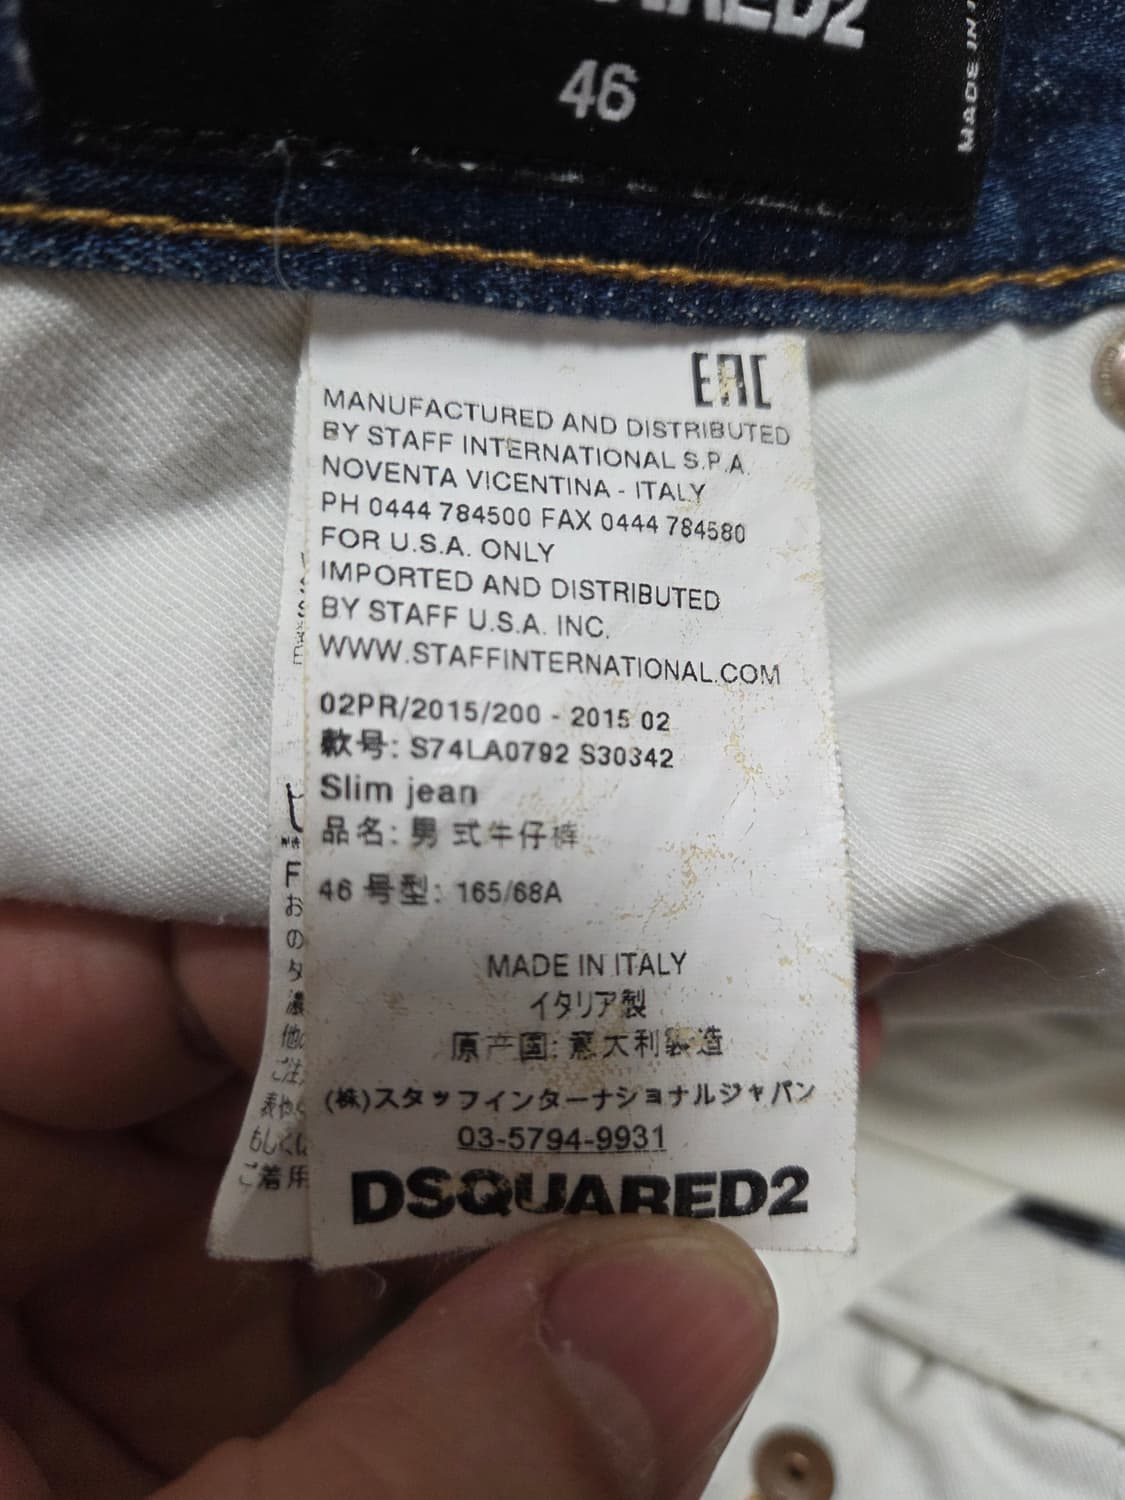 46
MADE IN
EAC
MANUFACTURED AND DISTRIBUTED
BY STAFF INTERNATIONAL S.P.A.
NOVENTA VICENTINA - ITALY
PH 0444 784500 FAX 0444 784580
FOR U.S.A. ONLY
IMPORTED AND DISTRIBUTED
BY STAFF U.S.A. INC.
WWW.STAFFINTERNATIONAL.COM
02PR/2015/200 - 2015 02
款号: S74LA0792 S30342
Slim jean
品名: 男式牛仔裤
46 号型: 165/68A
MADE IN ITALY
イタリア製
原产国: 意大利製造
(株)スタッフインターナショナルジャパン
03-5794-9931
DSQUARED2